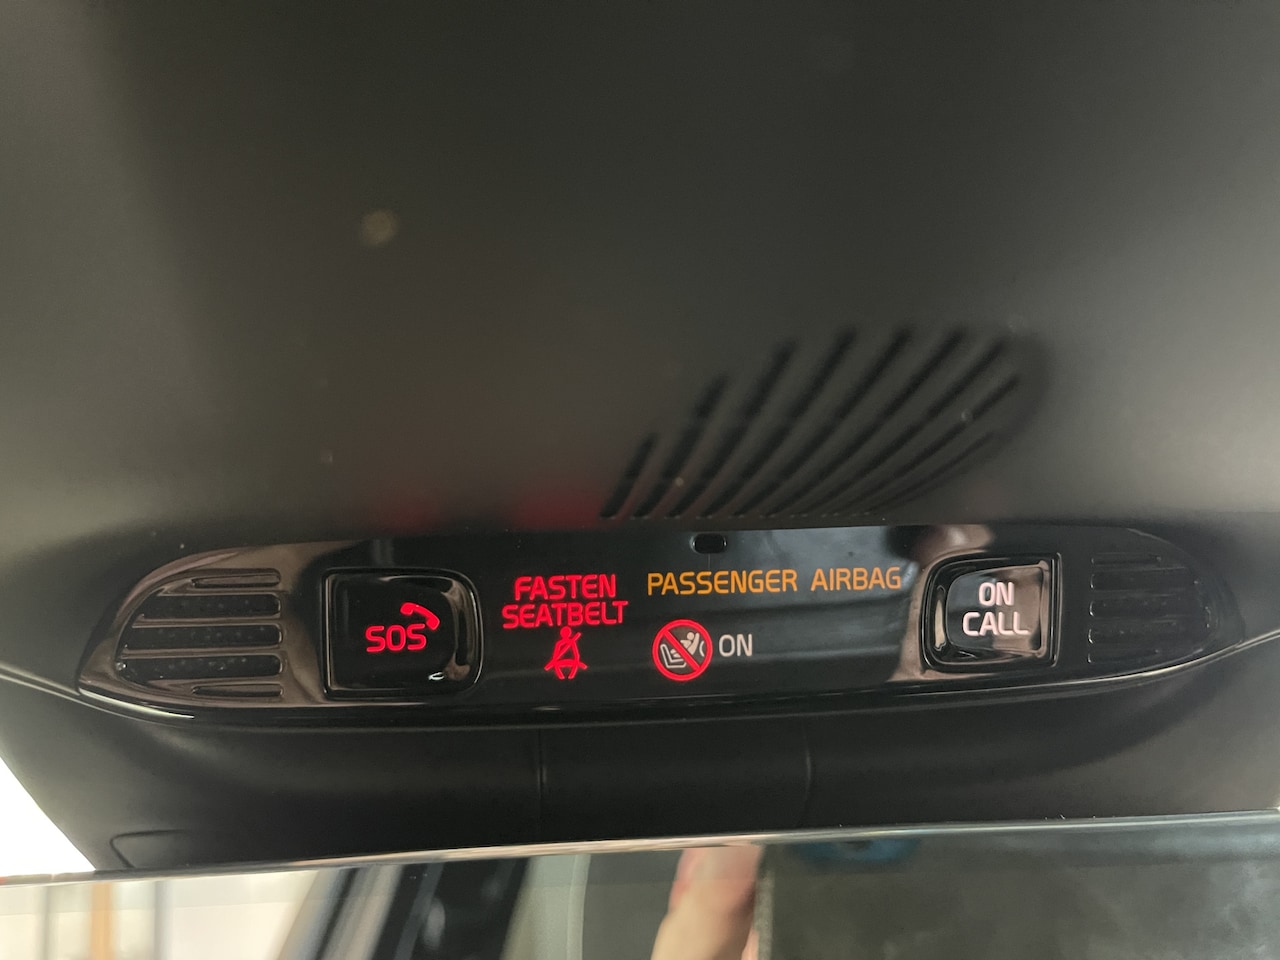 SOS
FASTEN
SEATBELT
PASSENGER AIRBAG
ON
ON
CALL